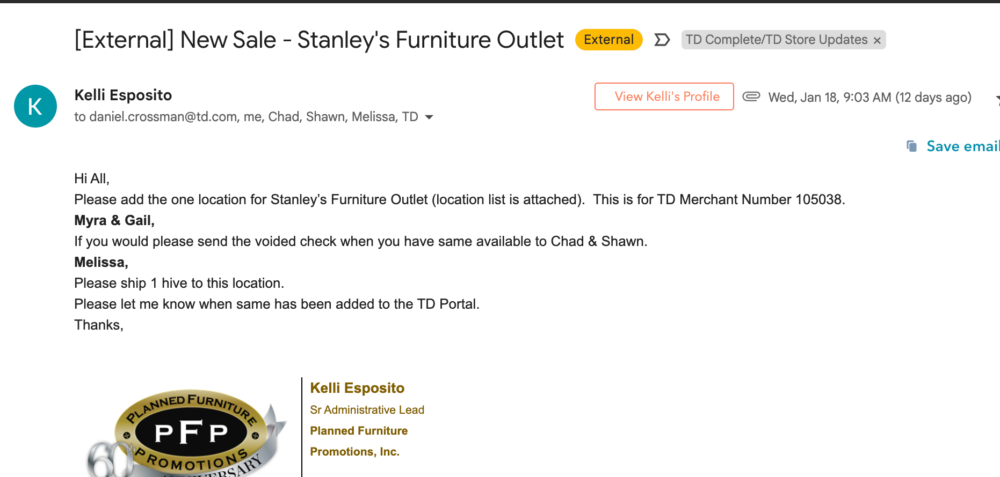 [External] New Sale - Stanley's Furniture Outlet External TD Complete/TD Store Updates ×
K
Kelli Esposito
View Kelli's Profile
Wed, Jan 18, 9:03 AM (12 days ago)
to daniel.crossman@td.com, me, Chad, Shawn, Melissa, TD
Save email
Hi All,
Please add the one location for Stanley’s Furniture Outlet (location list is attached).  This is for TD Merchant Number 105038.
Myra & Gail,
If you would please send the voided check when you have same available to Chad & Shawn.
Melissa,
Please ship 1 hive to this location.
Please let me know when same has been added to the TD Portal.
Thanks,
PLANNED FURNITURE
PFP
PROMOTIONS
60th
ANNIVERSARY
Kelli Esposito
Sr Administrative Lead
Planned Furniture
Promotions, Inc.